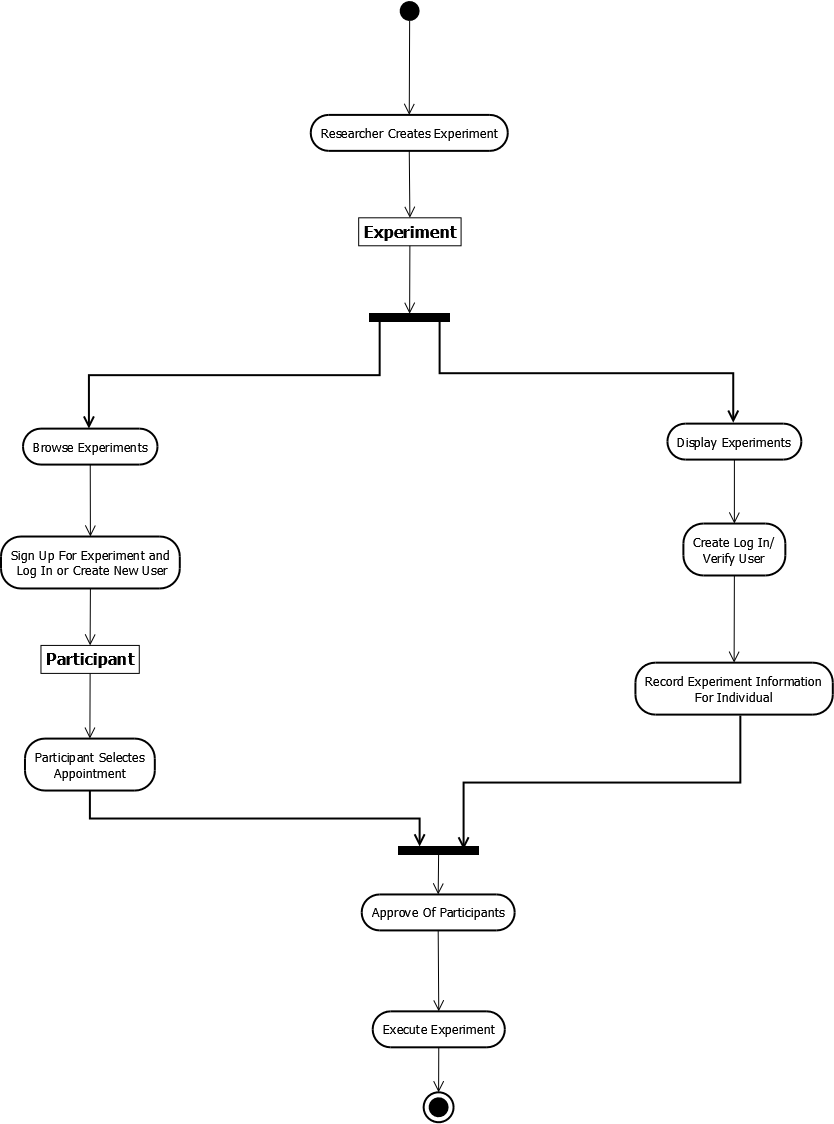 Researcher Creates Experiment
Experiment
Browse Experiments
Sign Up For Experiment and
Log In or Create New User
Participant
Participant Selectes
Appointment
Display Experiments
Create Log In/
Verify User
Record Experiment Information
For Individual
Approve Of Participants
Execute Experiment